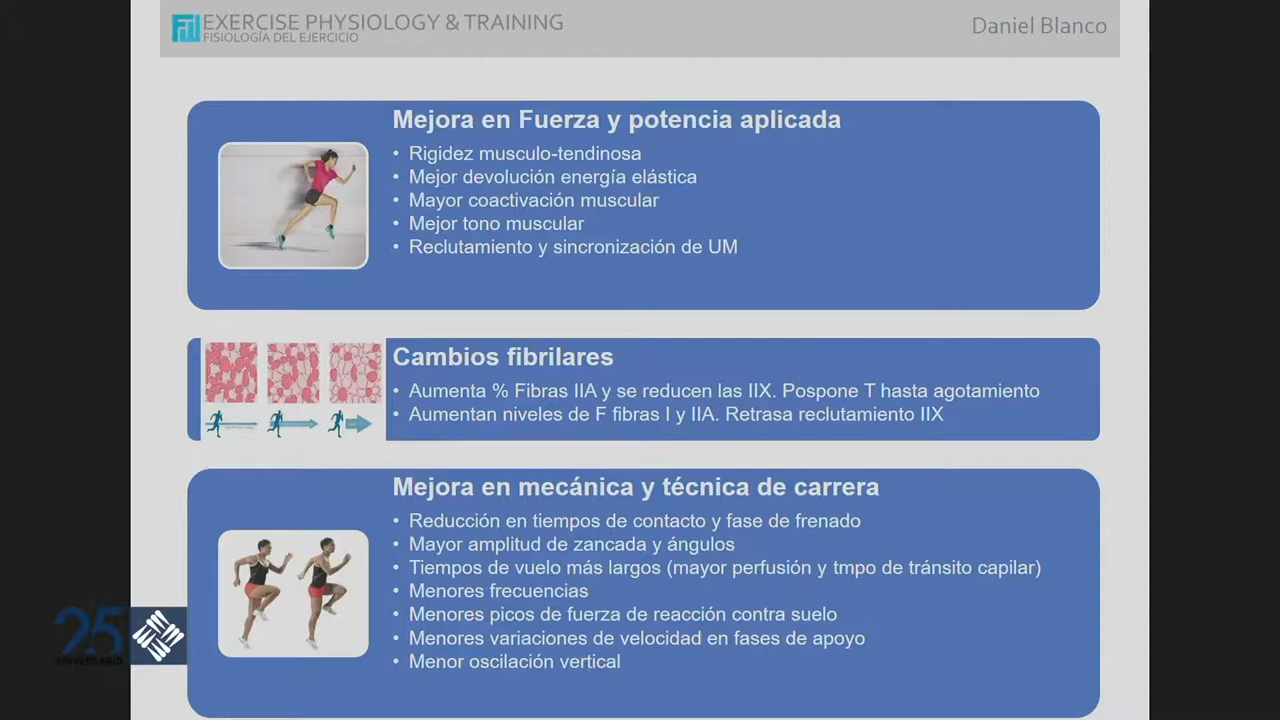 EXERCISE PHYSIOLOGY & TRAINING
FISIOLOGÍA DEL EJERCICIO
Daniel Blanco
Mejora en Fuerza y potencia aplicada
• Rigidez musculo-tendinosa
• Mejor devolución energía elástica
• Mayor coactivación muscular
• Mejor tono muscular
• Reclutamiento y sincronización de UM
Cambios fibrilares
• Aumenta % Fibras IIA y se reducen las IIX. Pospone T hasta agotamiento
• Aumentan niveles de F fibras I y IIA. Retrasa reclutamiento IIX
Mejora en mecánica y técnica de carrera
• Reducción en tiempos de contacto y fase de frenado
• Mayor amplitud de zancada y ángulos
• Tiempos de vuelo más largos (mayor perfusión y tmpo de tránsito capilar)
• Menores frecuencias
• Menores picos de fuerza de reacción contra suelo
• Menores variaciones de velocidad en fases de apoyo
• Menor oscilación vertical
25
ANIVERSARIO